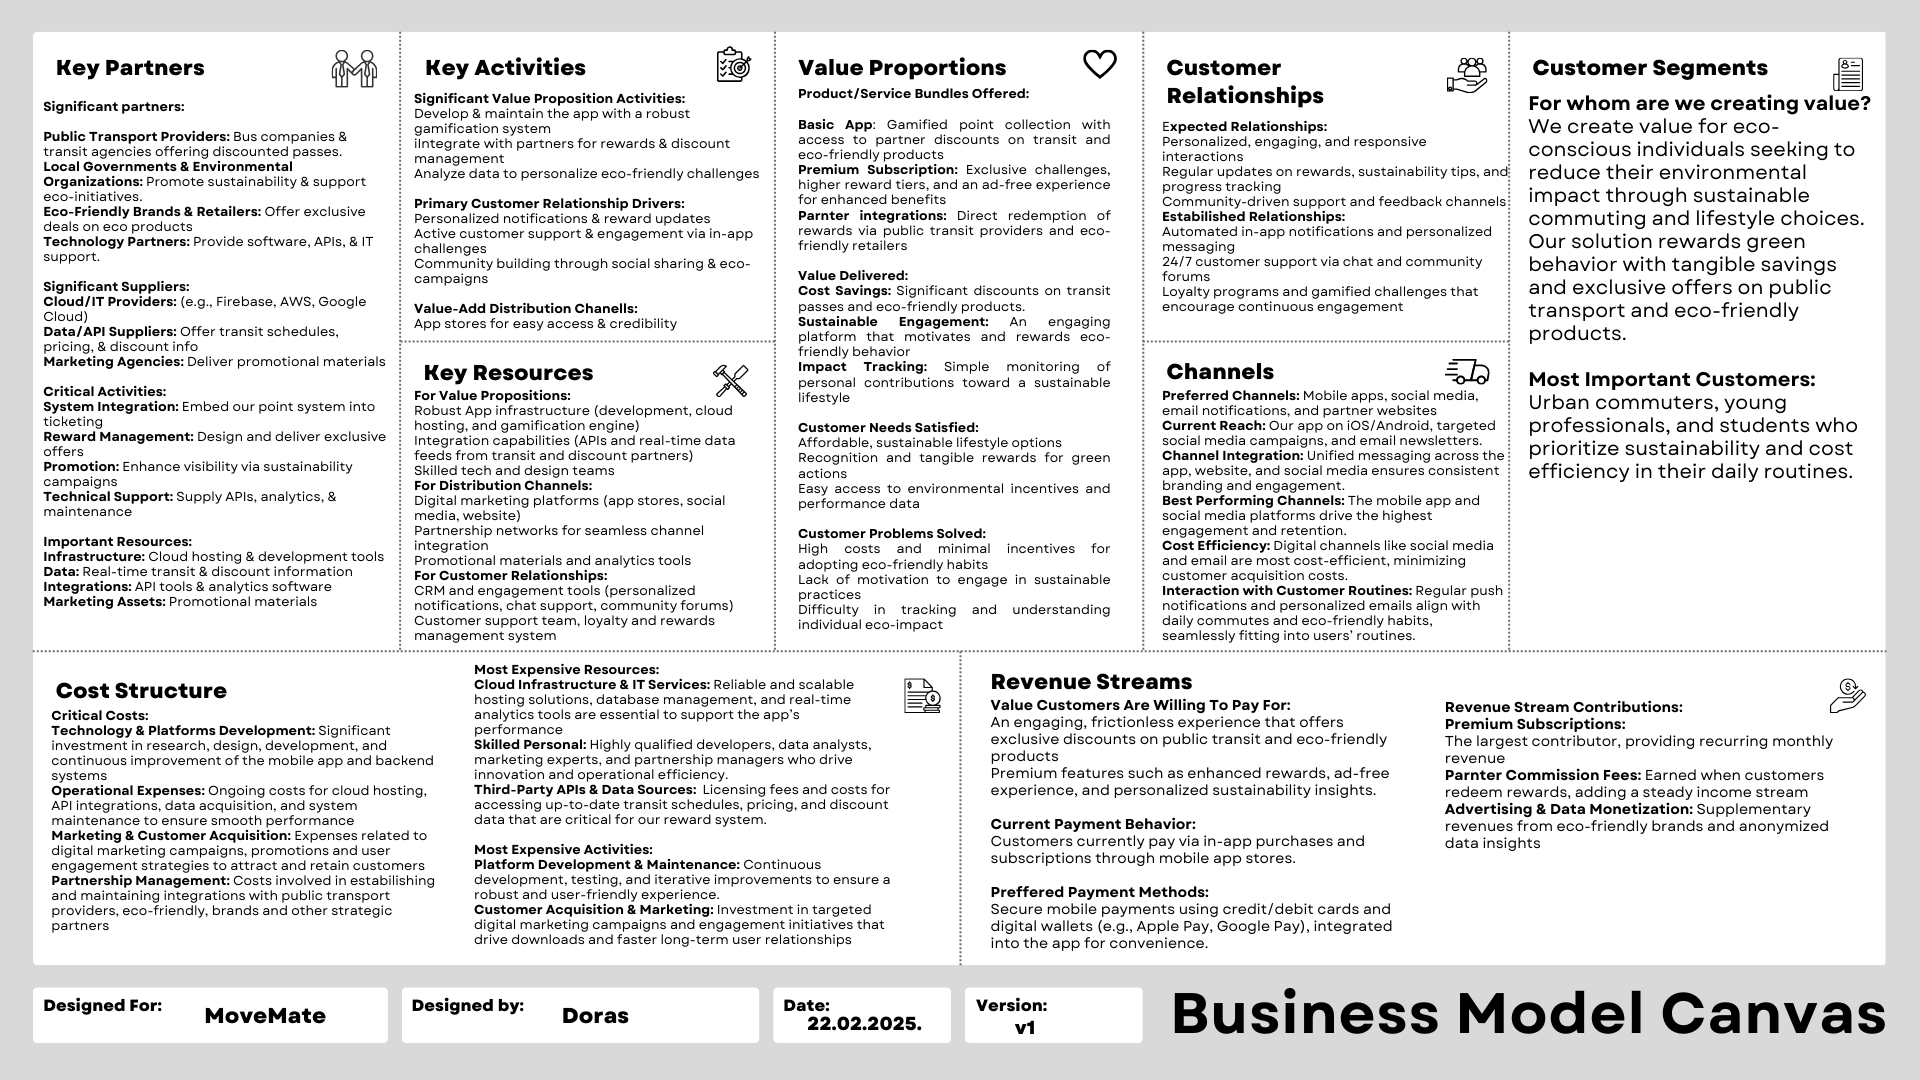 Key Partners
Significant partners:
Public Transport Providers: Bus companies &
transit agencies offering discounted passes.
Local Governments & Environmental
Organizations: Promote sustainability & support
eco-initiatives.
Eco-Friendly Brands & Retailers: Offer exclusive
deals on eco products
Technology Partners: Provide software, APIs, & IT
support.
Significant Suppliers:
Cloud/IT Providers: (e.g., Firebase, AWS, Google
Cloud)
Data/API Suppliers: Offer transit schedules,
pricing, & discount info
Marketing Agencies: Deliver promotional materials
Critical Activities:
System Integration: Embed our point system into
ticketing
Reward Management: Design and deliver exclusive
offers
Promotion: Enhance visibility via sustainability
campaigns
Technical Support: Supply APIs, analytics, &
maintenance
Important Resources:
Infrastructure: Cloud hosting & development tools
Data: Real-time transit & discount information
Integrations: API tools & analytics software
Marketing Assets: Promotional materials
Key Activities
Significant Value Proposition Activities:
Develop & maintain the app with a robust
gamification system
iIntegrate with partners for rewards & discount
management
Analyze data to personalize eco-friendly challenges
Primary Customer Relationship Drivers:
Personalized notifications & reward updates
Active customer support & engagement via in-app
challenges
Community building through social sharing & eco-
campaigns
Value-Add Distribution Chanells:
App stores for easy access & credibility
Key Resources
For Value Propositions:
Robust App infrastructure (development, cloud
hosting, and gamification engine)
Integration capabilities (APIs and real-time data
feeds from transit and discount partners)
Skilled tech and design teams
For Distribution Channels:
Digital marketing platforms (app stores, social
media, website)
Partnership networks for seamless channel
integration
Promotional materials and analytics tools
For Customer Relationships:
CRM and engagement tools (personalized
notifications, chat support, community forums)
Customer support team, loyalty and rewards
management system
Value Proportions
Product/Service Bundles Offered:
Basic App: Gamified point collection with
access to partner discounts on transit and
eco-friendly products
Premium Subscription: Exclusive challenges,
higher reward tiers, and an ad-free experience
for enhanced benefits
Parnter integrations: Direct redemption of
rewards via public transit providers and eco-
friendly retailers
Value Delivered:
Cost Savings: Significant discounts on transit
passes and eco-friendly products.
Sustainable Engagement: An engaging
platform that motivates and rewards eco-
friendly behavior
Impact Tracking: Simple monitoring of
personal contributions toward a sustainable
lifestyle
Customer Needs Satisfied:
Affordable, sustainable lifestyle options
Recognition and tangible rewards for green
actions
Easy access to environmental incentives and
performance data
Customer Problems Solved:
High costs and minimal incentives for
adopting eco-friendly habits
Lack of motivation to engage in sustainable
practices
Difficulty in tracking and understanding
individual eco-impact
Customer
Relationships
Expected Relationships:
Personalized, engaging, and responsive
interactions
Regular updates on rewards, sustainability tips, and
progress tracking
Community-driven support and feedback channels
Estabilished Relationships:
Automated in-app notifications and personalized
messaging
24/7 customer support via chat and community
forums
Loyalty programs and gamified challenges that
encourage continuous engagement
Channels
Preferred Channels: Mobile apps, social media,
email notifications, and partner websites
Current Reach: Our app on iOS/Android, targeted
social media campaigns, and email newsletters.
Channel Integration: Unified messaging across the
app, website, and social media ensures consistent
branding and engagement.
Best Performing Channels: The mobile app and
social media platforms drive the highest
engagement and retention.
Cost Efficiency: Digital channels like social media
and email are most cost-efficient, minimizing
customer acquisition costs.
Interaction with Customer Routines: Regular push
notifications and personalized emails align with
daily commutes and eco-friendly habits,
seamlessly fitting into users’ routines.
Customer Segments
For whom are we creating value?
We create value for eco-
conscious individuals seeking to
reduce their environmental
impact through sustainable
commuting and lifestyle choices.
Our solution rewards green
behavior with tangible savings
and exclusive offers on public
transport and eco-friendly
products.
Most Important Customers:
Urban commuters, young
professionals, and students who
prioritize sustainability and cost
efficiency in their daily routines.
Cost Structure
Critical Costs:
Technology & Platforms Development: Significant
investment in research, design, development, and
continuous improvement of the mobile app and backend
systems
Operational Expenses: Ongoing costs for cloud hosting,
API integrations, data acquisition, and system
maintenance to ensure smooth performance
Marketing & Customer Acquisition: Expenses related to
digital marketing campaigns, promotions and user
engagement strategies to attract and retain customers
Partnership Management: Costs involved in estabilishing
and maintaining integrations with public transport
providers, eco-friendly, brands and other strategic
partners
Most Expensive Resources:
Cloud Infrastructure & IT Services: Reliable and scalable
hosting solutions, database management, and real-time
analytics tools are essential to support the app’s
performance
Skilled Personal: Highly qualified developers, data analysts,
marketing experts, and partnership managers who drive
innovation and operational efficiency.
Third-Party APIs & Data Sources: Licensing fees and costs for
accessing up-to-date transit schedules, pricing, and discount
data that are critical for our reward system.
Most Expensive Activities:
Platform Development & Maintenance: Continuous
development, testing, and iterative improvements to ensure a
robust and user-friendly experience.
Customer Acquisition & Marketing: Investment in targeted
digital marketing campaigns and engagement initiatives that
drive downloads and faster long-term user relationships
Revenue Streams
Value Customers Are Willing To Pay For:
An engaging, frictionless experience that offers
exclusive discounts on public transit and eco-friendly
products
Premium features such as enhanced rewards, ad-free
experience, and personalized sustainability insights.
Current Payment Behavior:
Customers currently pay via in-app purchases and
subscriptions through mobile app stores.
Preffered Payment Methods:
Secure mobile payments using credit/debit cards and
digital wallets (e.g., Apple Pay, Google Pay), integrated
into the app for convenience.
Revenue Stream Contributions:
Premium Subscriptions:
The largest contributor, providing recurring monthly
revenue
Parnter Commission Fees: Earned when customers
redeem rewards, adding a steady income stream
Advertising & Data Monetization: Supplementary
revenues from eco-friendly brands and anonymized
data insights
Designed For: MoveMate
Designed by: Doras
Date:
22.02.2025.
Version:
v1
Business Model Canvas